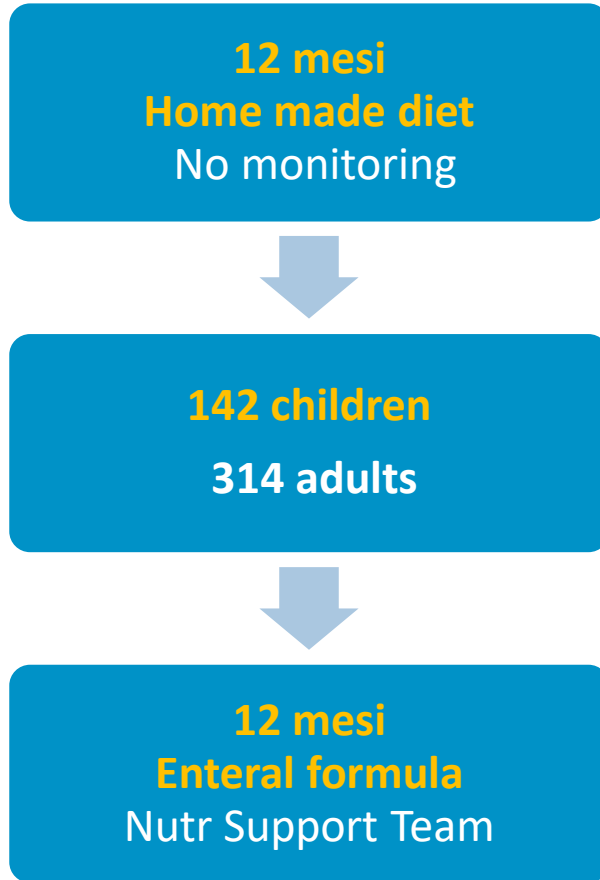 12 mesi
Home made diet
No monitoring
142 children
314 adults
12 mesi
Enteral formula
Nutr Support Team